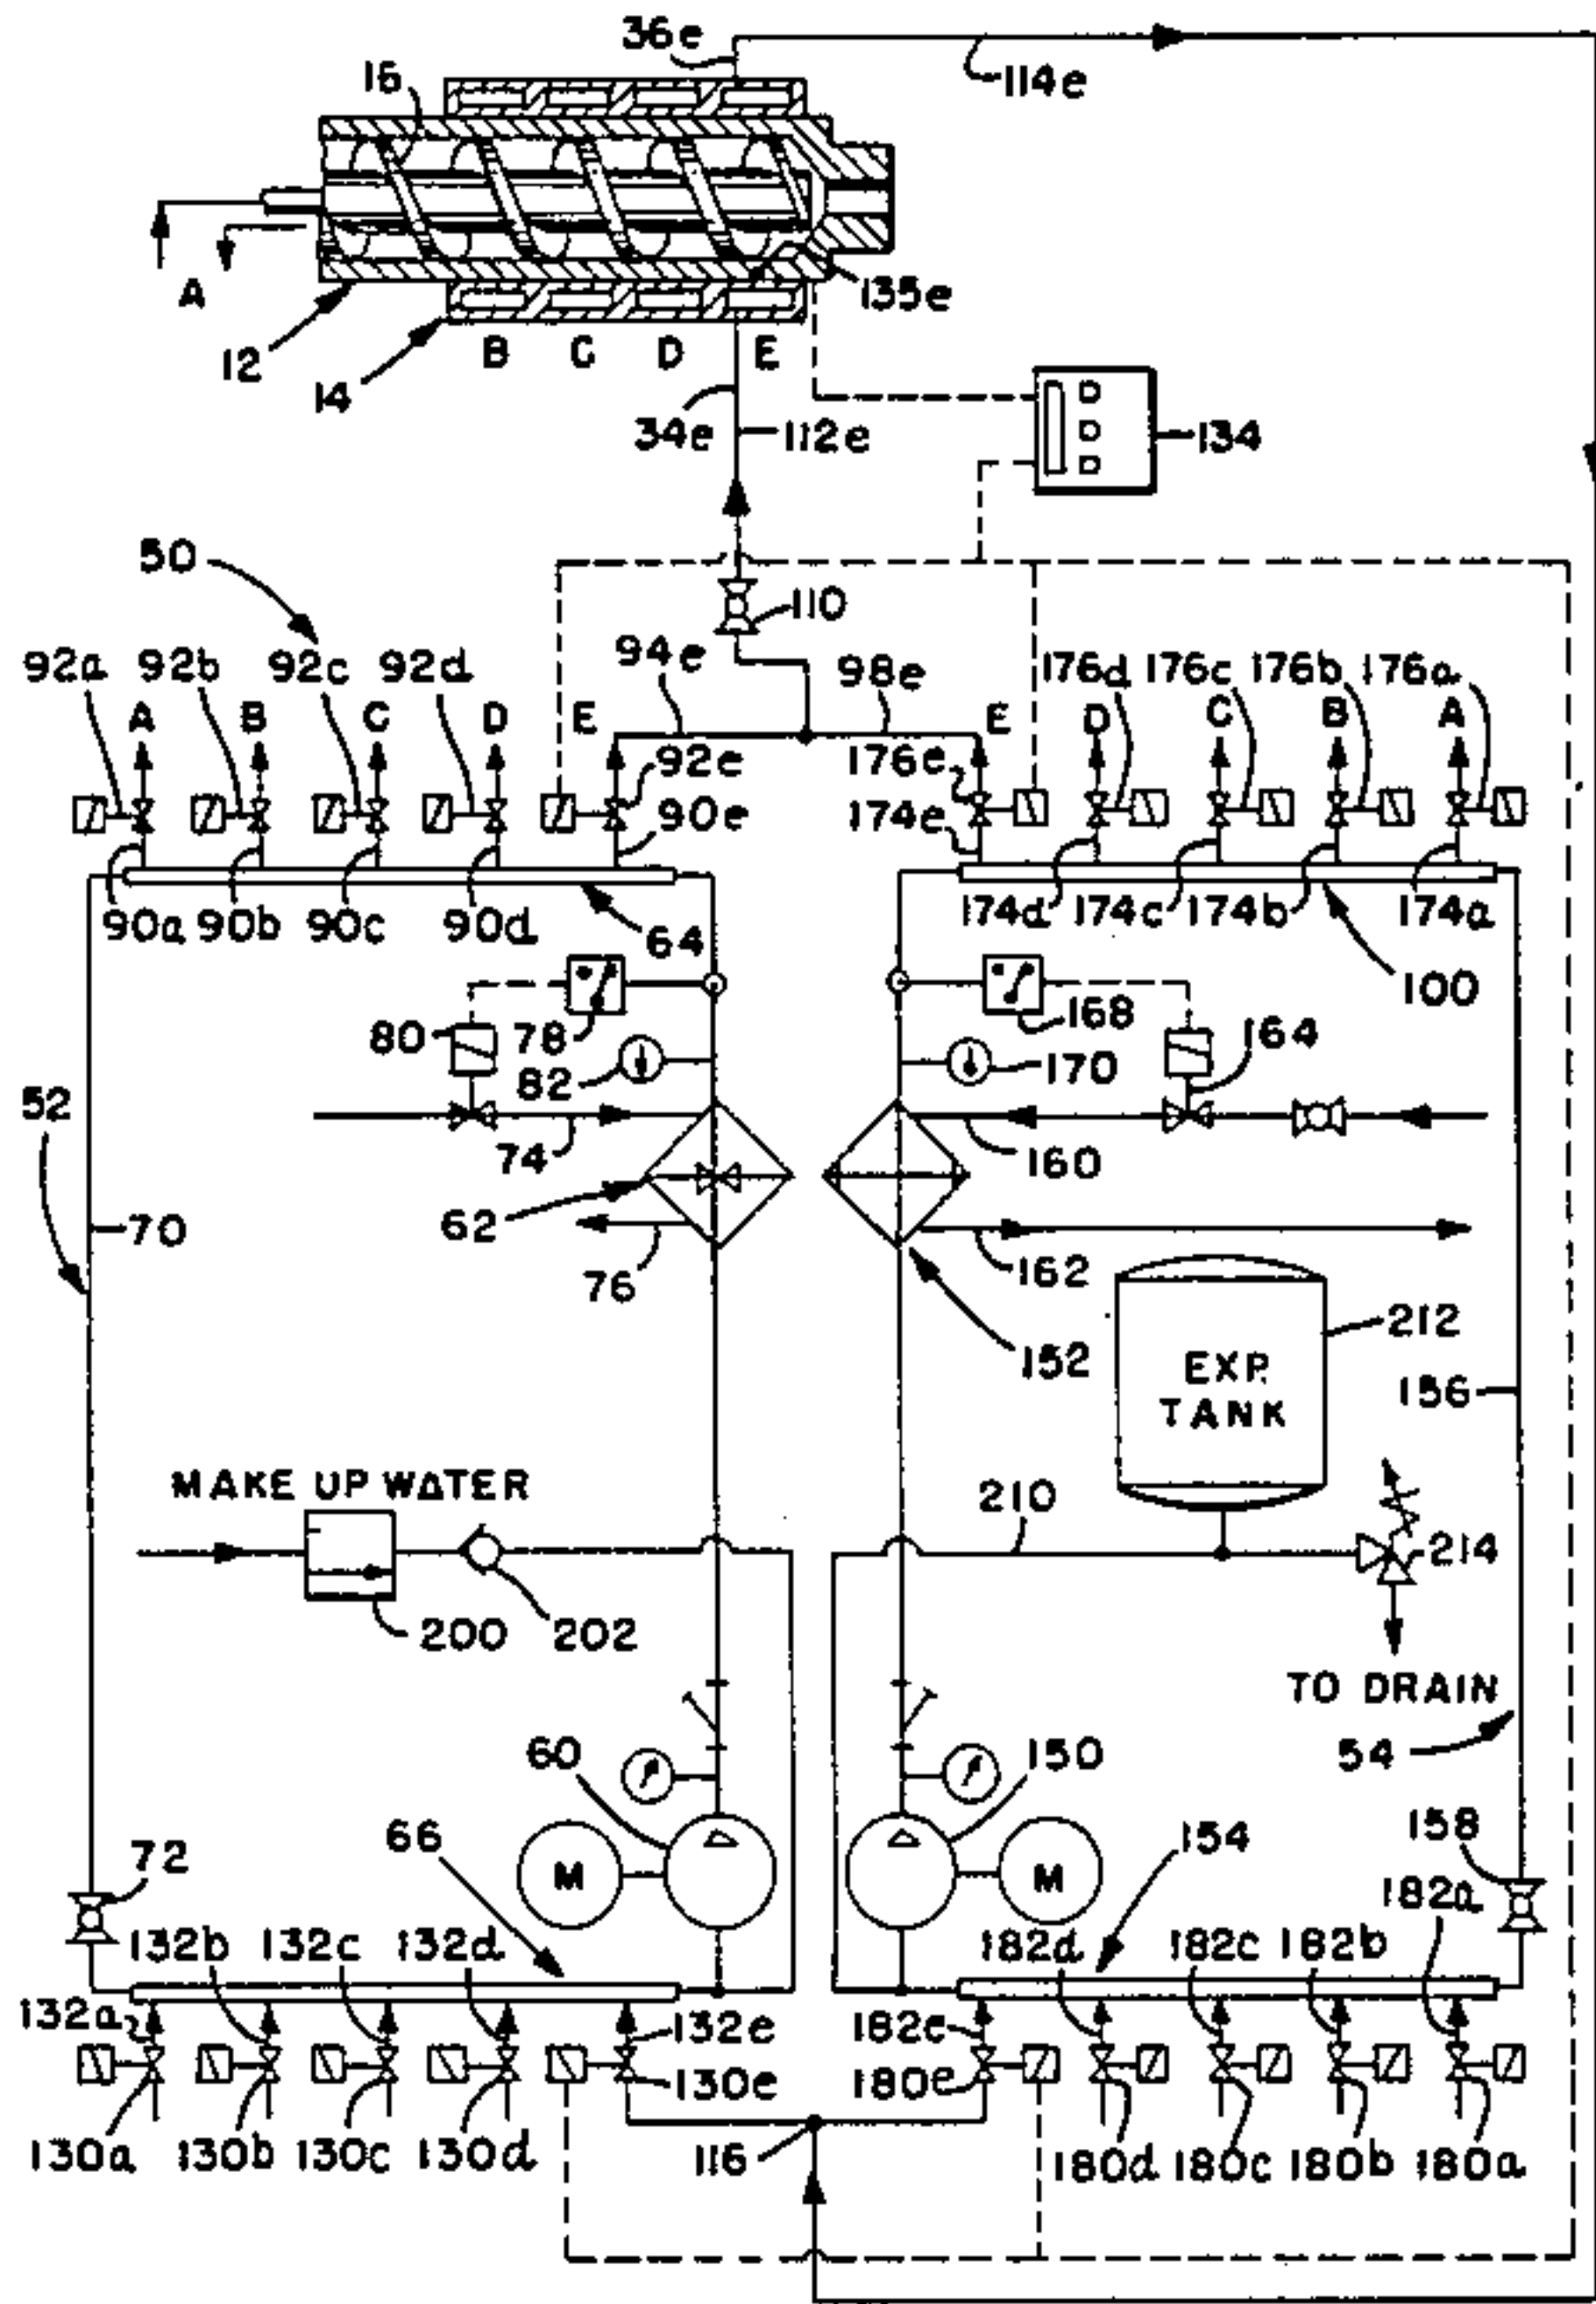 36e
114e
16
A
135e
12
14
B C D E
34e
112e
134
50
110
92a 92b 92c 92d
94e
98e
176d 176c 176b 176a
A B C D E
E D C B A
92e
176e
90e
174e
90a 90b 90c 90d
64
174d 174c 174b 174a
100
80
78
168
164
82
170
52
74
160
70
62
76
162
152
212
EXP.
TANK
156
MAKE UP WATER
210
214
200
202
TO DRAIN
54
60
150
66
M
M
154
158
72
182a
132b 132c 132d
182d 182c 182b
132a
132e
182e
130e
180e
130a 130b 130c 130d
116
180d 180c 180b 180a